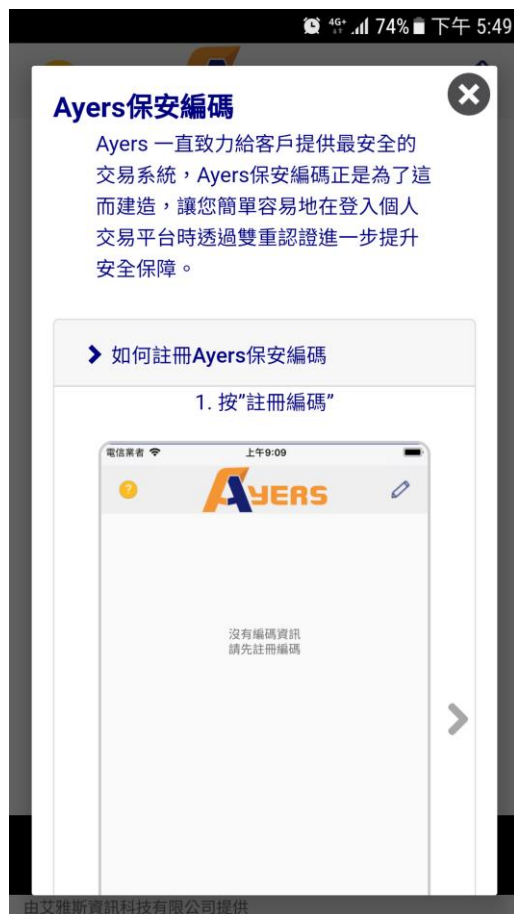 4G+ 74% 下午 5:49
Ayers保安編碼
Ayers 一直致力給客戶提供最安全的
交易系統，Ayers保安編碼正是為了這
而建造，讓您簡單容易地在登入個人
交易平台時透過雙重認證進一步提升
安全保障。
如何註冊Ayers保安編碼
1. 按”註冊編碼”
電信業者 上午9:09
? AYERS
沒有編碼資訊
請先註冊編碼
由艾雅斯資訊科技有限公司提供